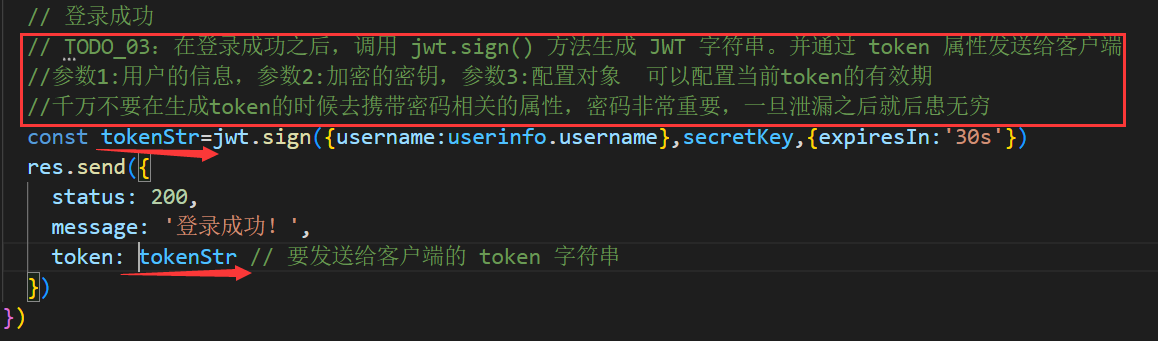 // 登录成功
// TODO_03：在登录成功之后，调用 jwt.sign() 方法生成 JWT 字符串。并通过 token 属性发送给客户端
//参数1:用户的信息，参数2:加密的密钥，参数3:配置对象  可以配置当前token的有效期
//千万不要在生成token的时候去携带密码相关的属性，密码非常重要，一旦泄漏之后就后患无穷
const tokenStr=jwt.sign({username:userinfo.username},secretKey,{expiresIn:'30s'})
res.send({
status: 200,
message: '登录成功！',
token: tokenStr // 要发送给客户端的 token 字符串
})
})